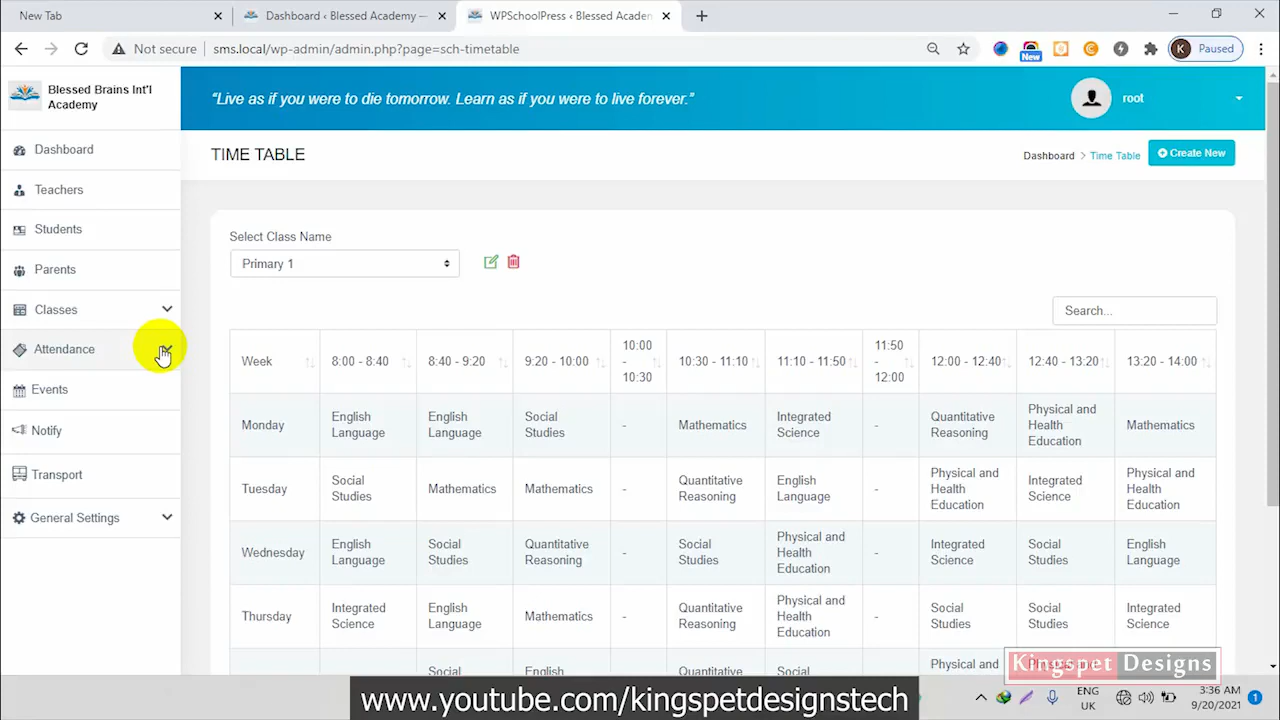 New Tab
Dashboard ‹ Blessed Academy —
WPSchoolPress ‹ Blessed Acade
Not secure
sms.local/wp-admin/admin.php?page=sch-timetable
New
K Paused
Blessed Brains Int'l
Academy
“Live as if you were to die tomorrow. Learn as if you were to live forever.”
root
Dashboard
Teachers
Students
Parents
Classes
Attendance
Events
Notify
Transport
General Settings
TIME TABLE
Dashboard > Time Table
Create New
Select Class Name
Primary 1
Search...
Week 8:00 - 8:40 8:40 - 9:20 9:20 - 10:00 10:00 - 10:30 10:30 - 11:10 11:10 - 11:50 11:50 - 12:00 12:00 - 12:40 12:40 - 13:20 13:20 - 14:00
Monday English Language English Language Social Studies - Mathematics Integrated Science - Quantitative Reasoning Physical and Health Education Mathematics
Tuesday Social Studies Mathematics Mathematics - Quantitative Reasoning English Language - Physical and Health Education Integrated Science Physical and Health Education
Wednesday English Language Social Studies Quantitative Reasoning - Social Studies Physical and Health Education - Integrated Science Social Studies English Language
Thursday Integrated Science English Language Mathematics - Quantitative Reasoning Physical and Health Education - Social Studies Social Studies Integrated Science
Social English Quantitative Social Physical and
Kingspet Designs
www.youtube.com/kingspetdesignstech
ENG
UK
3:36 AM
9/20/2021
1